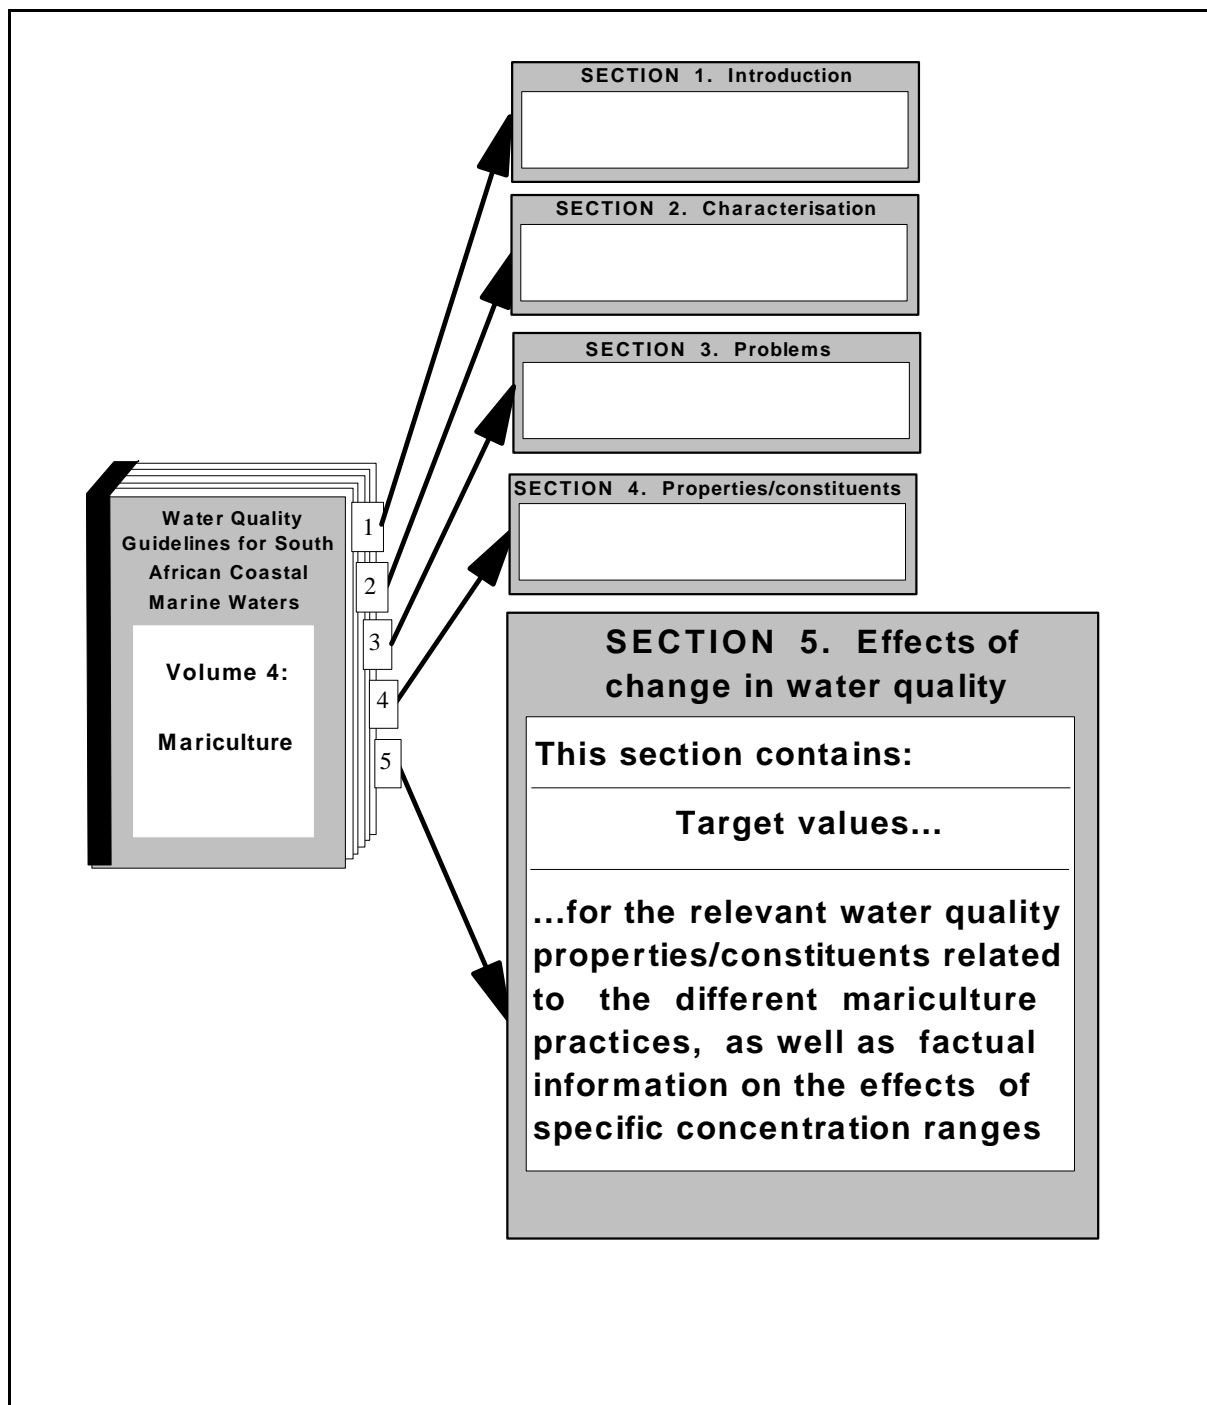 SECTION 1. Introduction
SECTION 2. Characterisation
SECTION 3. Problems
SECTION 4. Properties/constituents
Water Quality
Guidelines for South
African Coastal
Marine Waters
Volume 4:
Mariculture
1
2
3
4
5
SECTION 5. Effects of
change in water quality
This section contains:
Target values...
...for the relevant water quality
properties/constituents related
to the different mariculture
practices, as well as factual
information on the effects of
specific concentration ranges